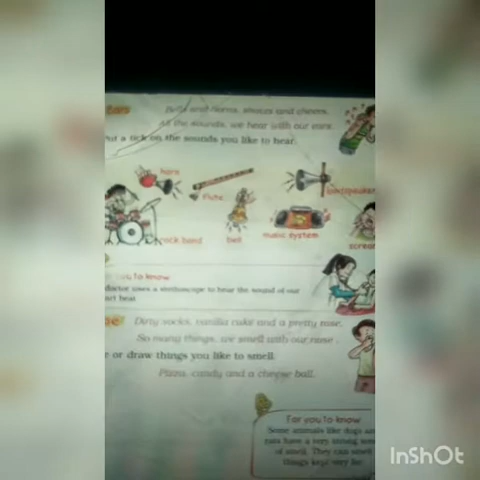 Ears Bells and horns, sneezes and cheers,
All the sounds, we hear with our ears.
Put a tick on the sounds you like to hear.
horn
flute
loudspeaker
rock band
bell
music system
scream
you to know
doctor uses a stethoscope to hear the sound of our
heart beat
Dirty socks, vanilla cake and a pretty rose,
So many things, we smell with our nose.
or draw things you like to smell.
Pizza, candy and a cheese ball.
For you to know
Some animals like dogs and
rats have a very strong sense
of smell. They can smell
things kept very far.
InShOt